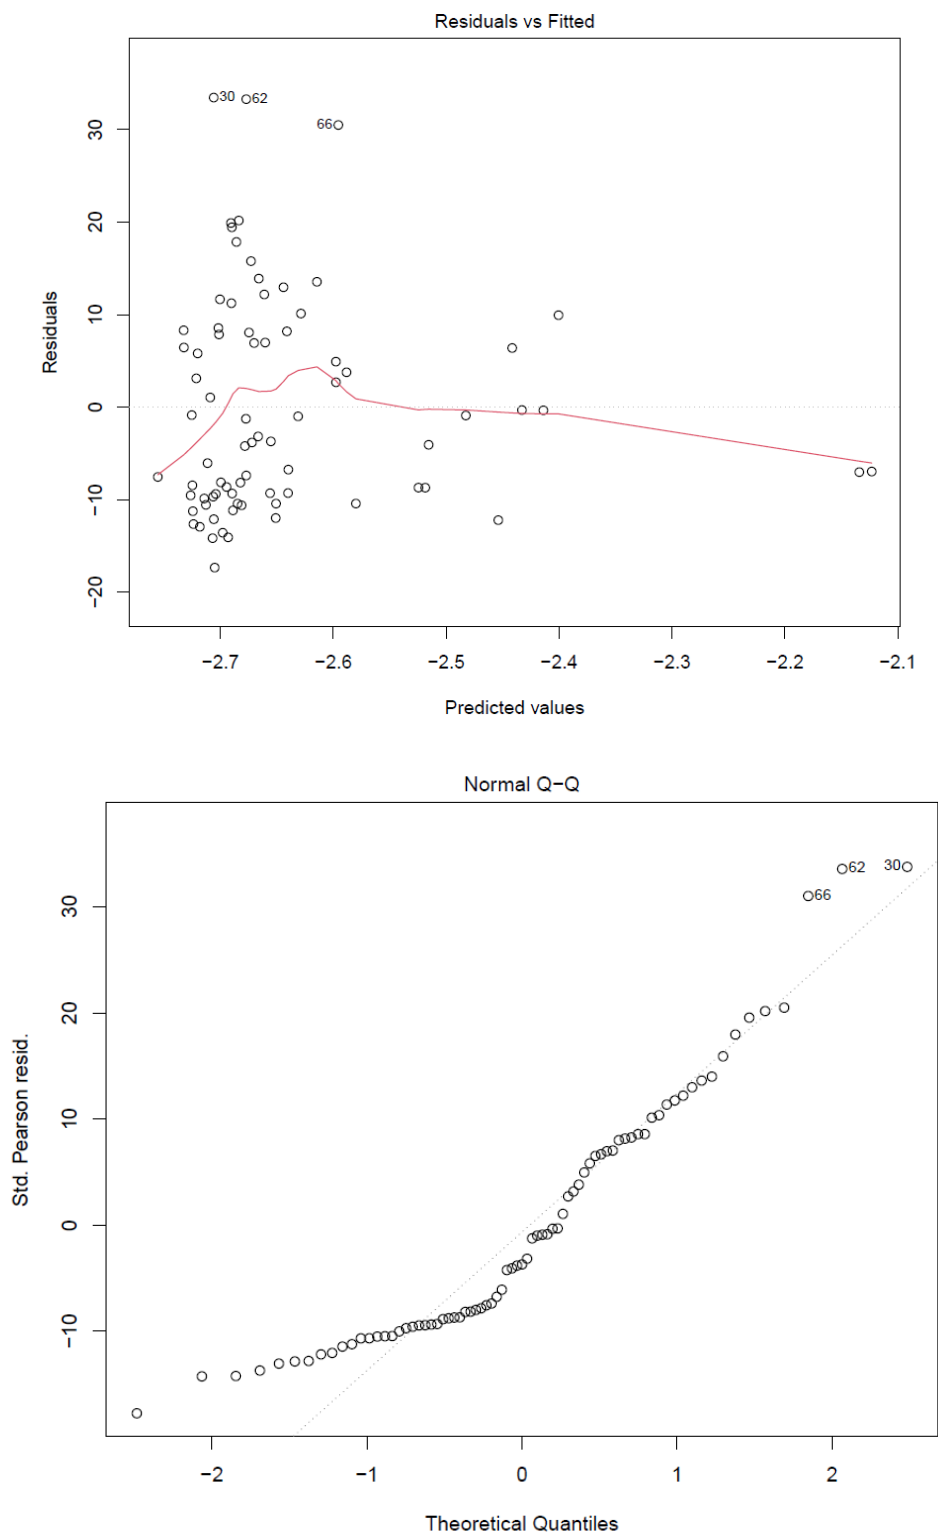 Residuals vs Fitted
30
62
66
30
20
10
0
−10
−20
Residuals
−2.7 −2.6 −2.5 −2.4 −2.3 −2.2 −2.1
Predicted values
Normal Q−Q
62
30
66
30
20
10
0
−10
Std. Pearson resid.
−2 −1 0 1 2
Theoretical Quantiles